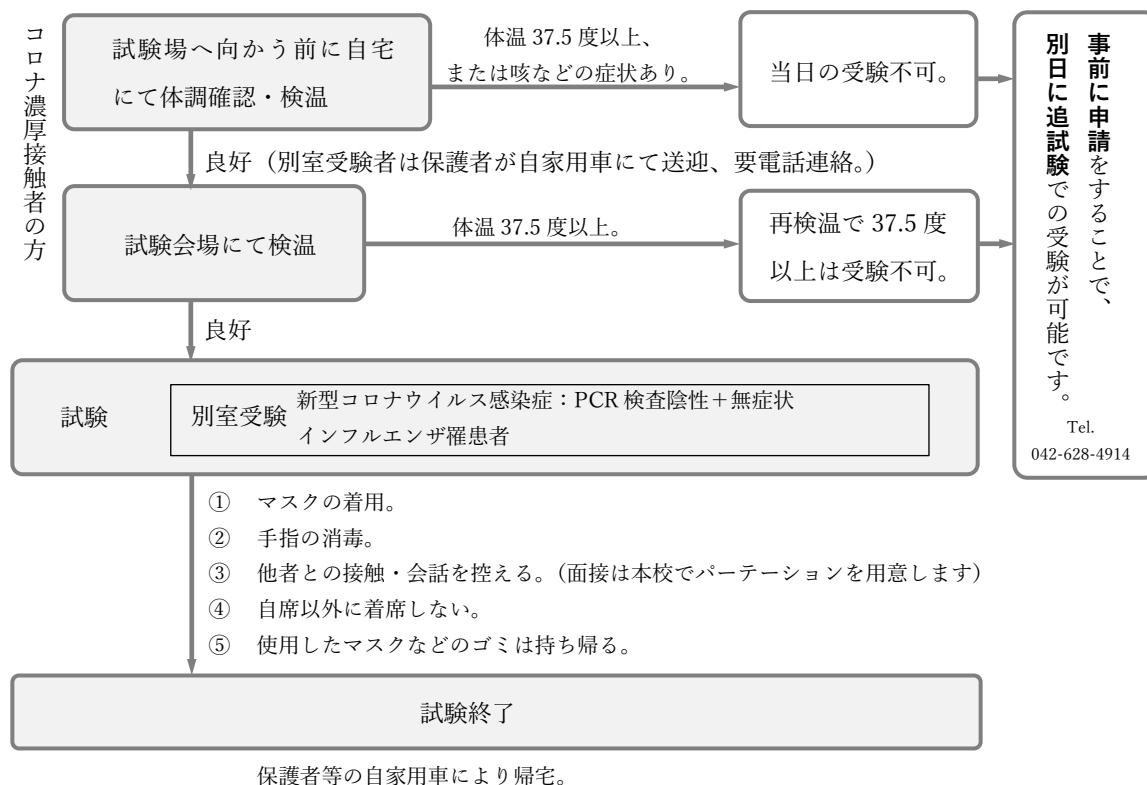 コロナ濃厚接触者の方
試験場へ向かう前に自宅
にて体調確認・検温
体温 37.5 度以上、
または咳などの症状あり。
当日の受験不可。
良好（別室受験者は保護者が自家用車にて送迎、要電話連絡。）
試験会場にて検温
体温 37.5 度以上。
再検温で 37.5 度
以上は受験不可。
事前に申請をすることで、
別日に追試験での受験が可能です。
Tel.
042-628-4914
良好
試験
別室受験
新型コロナウイルス感染症：PCR 検査陰性＋無症状
インフルエンザ罹患者
① マスクの着用。
② 手指の消毒。
③ 他者との接触・会話を控える。（面接は本校でパーテーションを用意します）
④ 自席以外に着席しない。
⑤ 使用したマスクなどのゴミは持ち帰る。
試験終了
保護者等の自家用車により帰宅。